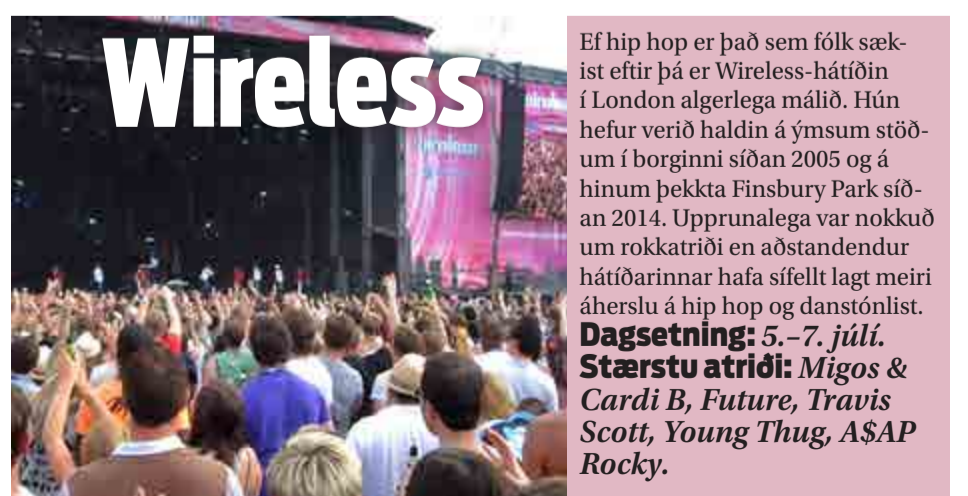 Wireless
Ef hip hop er það sem fólk sæk-
ist eftir þá er Wireless-hátíðin
í London algerlega málið. Hún
hefur verið haldin á ýmsum stöð-
um í borginni síðan 2005 og á
hinum þekkta Finsbury Park síð-
an 2014. Upprunalega var nokkuð
um rokkatriði en aðstandendur
hátíðarinnar hafa sífellt lagt meiri
áherslu á hip hop og danstónlist.
Dagsetning: 5.–7. júlí.
Stærstu atriði: Migos &
Cardi B, Future, Travis
Scott, Young Thug, A$AP
Rocky.